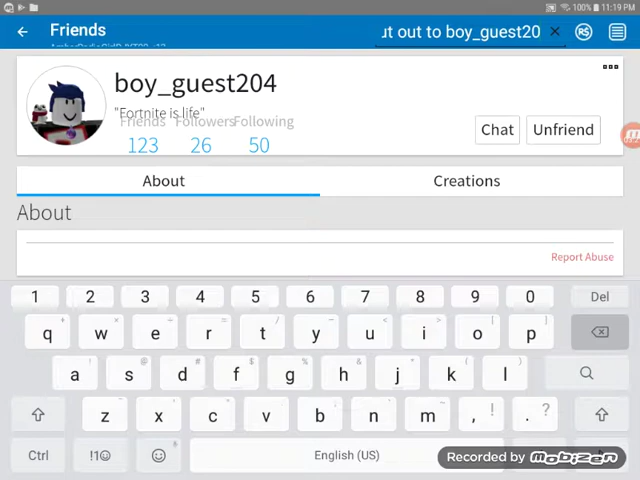 100% 11:19 PM
Friends
ut out to boy_guest20
boy_guest204
"Fortnite is life"
Friends Followers Following
123 26 50
Chat Unfriend
About Creations
About
Report Abuse
1 2 3 4 5 6 7 8 9 0 Del
q w e r t y u i o p
a s d f g h j k l
z x c v b n m , ! . ?
Ctrl !1☺ English (US)
Recorded by MOBIZEN